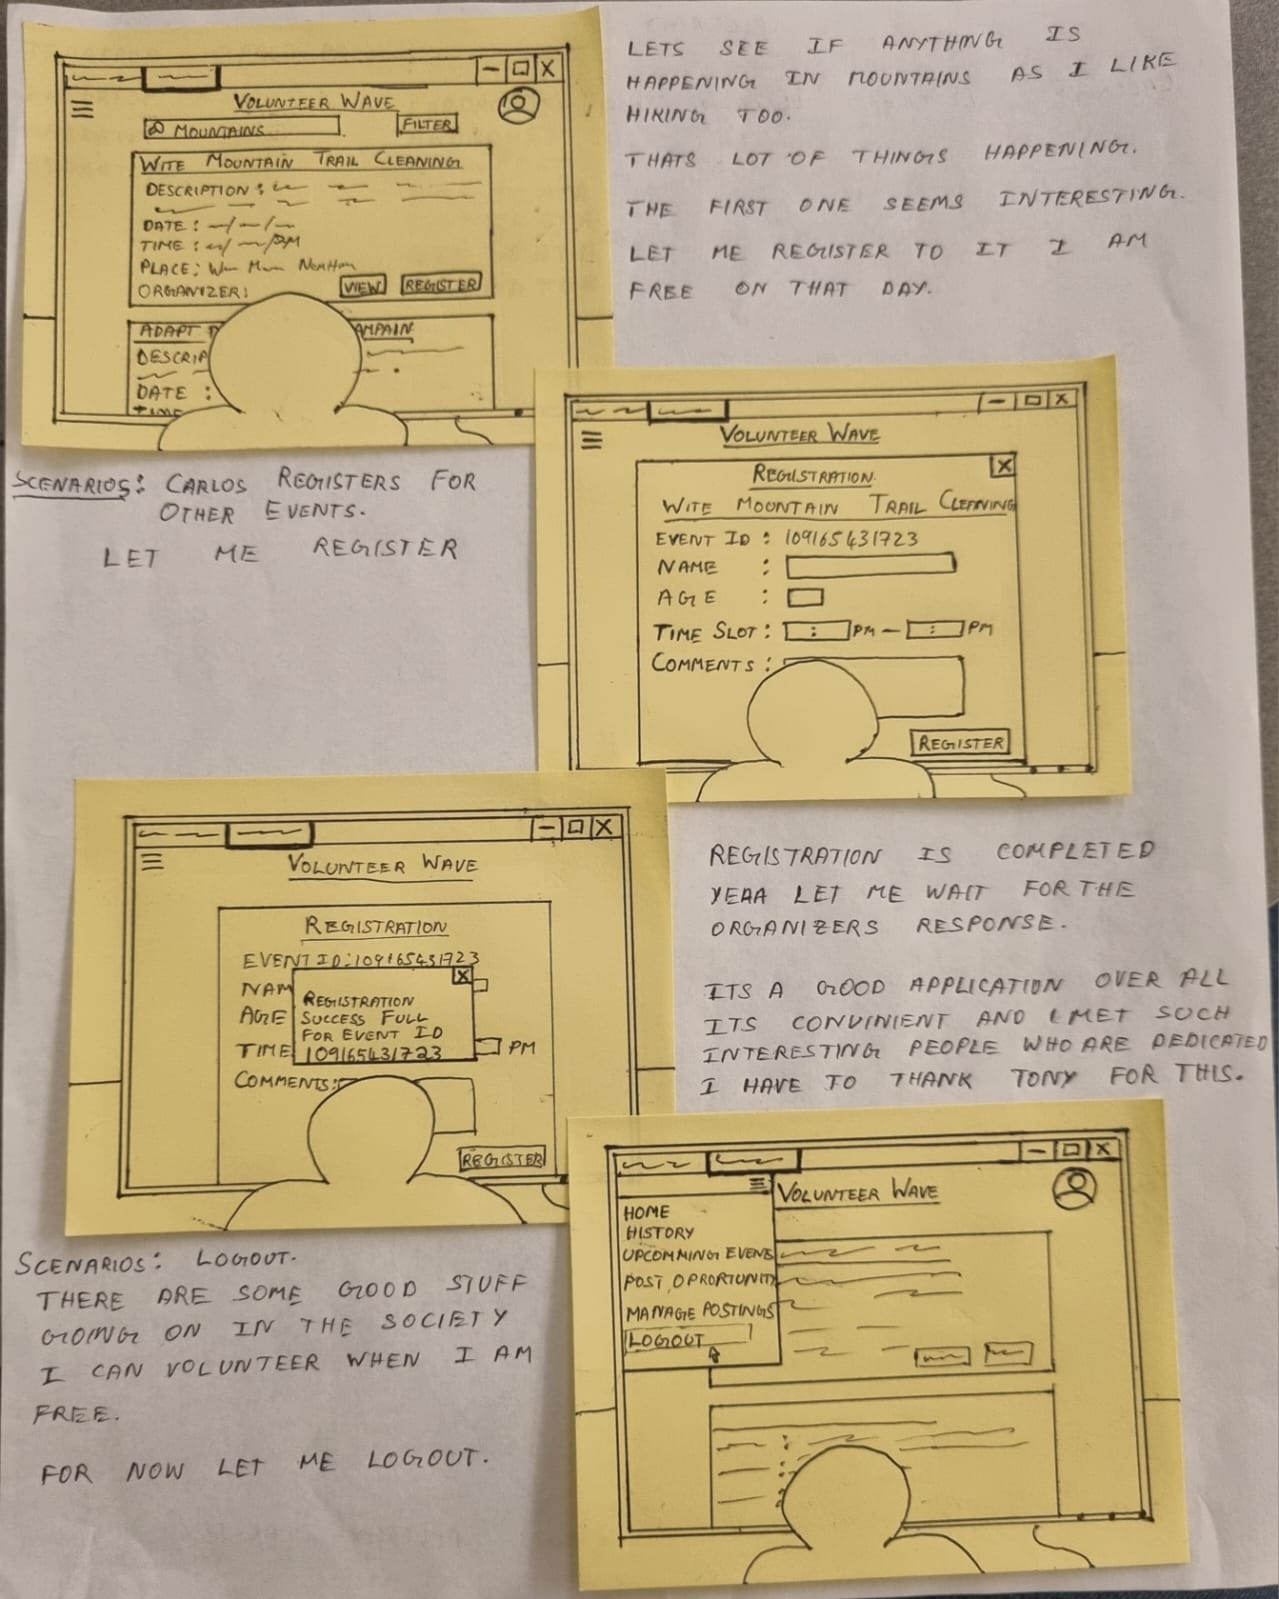 VOLUNTEER WAVE
MOUNTAINS
FILTER
WITE MOUNTAIN TRAIL CLEANING
DESCRIPTION :
DATE :
TIME : PM
PLACE :
ORGANIZER:
VIEW
REGISTER
ADAPT
AMPAIN
DESCRIP
DATE :
TIME
LETS SEE IF ANYTHING IS
HAPPENING IN MOUNTAINS AS I LIKE
HIKING TOO.
THATS LOT OF THINGS HAPPENING.
THE FIRST ONE SEEMS INTERESTING.
LET ME REGISTER TO IT I AM
FREE ON THAT DAY.
SCENARIOS: CARLOS REGISTERS FOR
OTHER EVENTS.
LET ME REGISTER
VOLUNTEER WAVE
REGISTRATION
WITE MOUNTAIN TRAIL CLEANING
EVENT ID : 109165431723
NAME :
AGE :
TIME SLOT : : PM — : PM
COMMENTS :
REGISTER
VOLUNTEER WAVE
REGISTRATION
EVENT ID:109165431723
NAM
AGE
TIME
PM
COMMENTS:
REGISTRATION
SUCCESS FULL
FOR EVENT ID
109165431723
REGISTER
REGISTRATION IS COMPLETED
YEAA LET ME WAIT FOR THE
ORGANIZERS RESPONSE.
ITS A GOOD APPLICATION OVER ALL
ITS CONVINIENT AND I MET SUCH
INTERESTING PEOPLE WHO ARE DEDICATED
I HAVE TO THANK TONY FOR THIS.
SCENARIOS: LOGOUT.
THERE ARE SOME GOOD STUFF
GOING ON IN THE SOCIETY
I CAN VOLUNTEER WHEN I AM
FREE.
FOR NOW LET ME LOGOUT.
VOLUNTEER WAVE
HOME
HISTORY
UPCOMMING EVENTS
POST OPRORTUNITY
MANAGE POSTINGS
LOGOUT